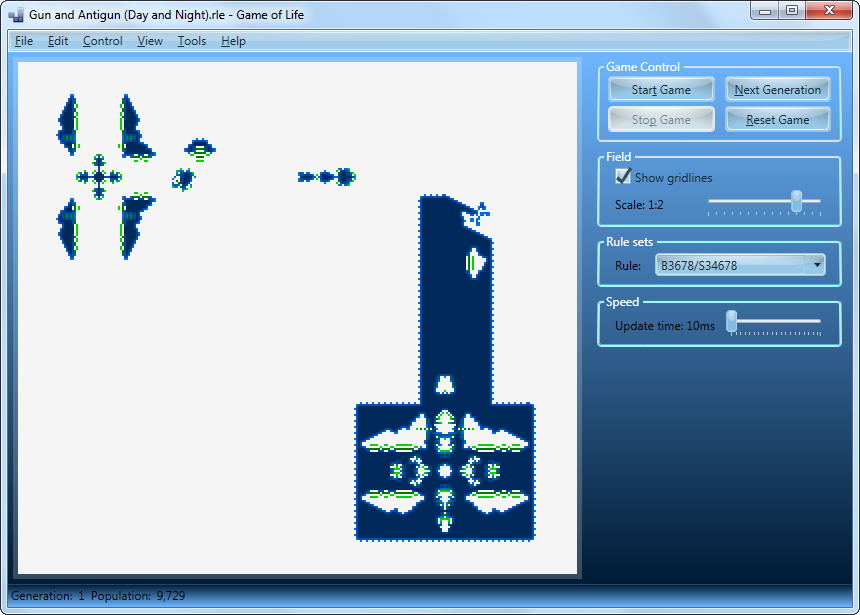 Gun and Antigun (Day and Night).rle - Game of Life
File Edit Control View Tools Help
Game Control
Start Game Next Generation
Stop Game Reset Game
Field
Show gridlines
Scale: 1:2
Rule sets
Rule: B3678/S34678
Speed
Update time: 10ms
Generation: 1 Population: 9,729